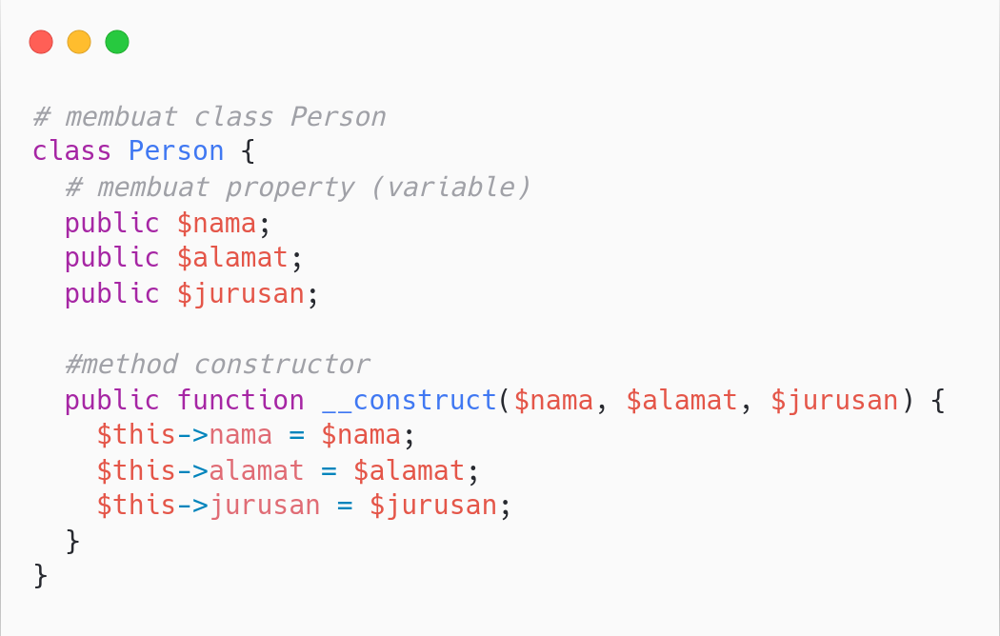 # membuat class Person
class Person {
  # membuat property (variable)
  public $nama;
  public $alamat;
  public $jurusan;

  #method constructor
  public function __construct($nama, $alamat, $jurusan) {
    $this->nama = $nama;
    $this->alamat = $alamat;
    $this->jurusan = $jurusan;
  }
}